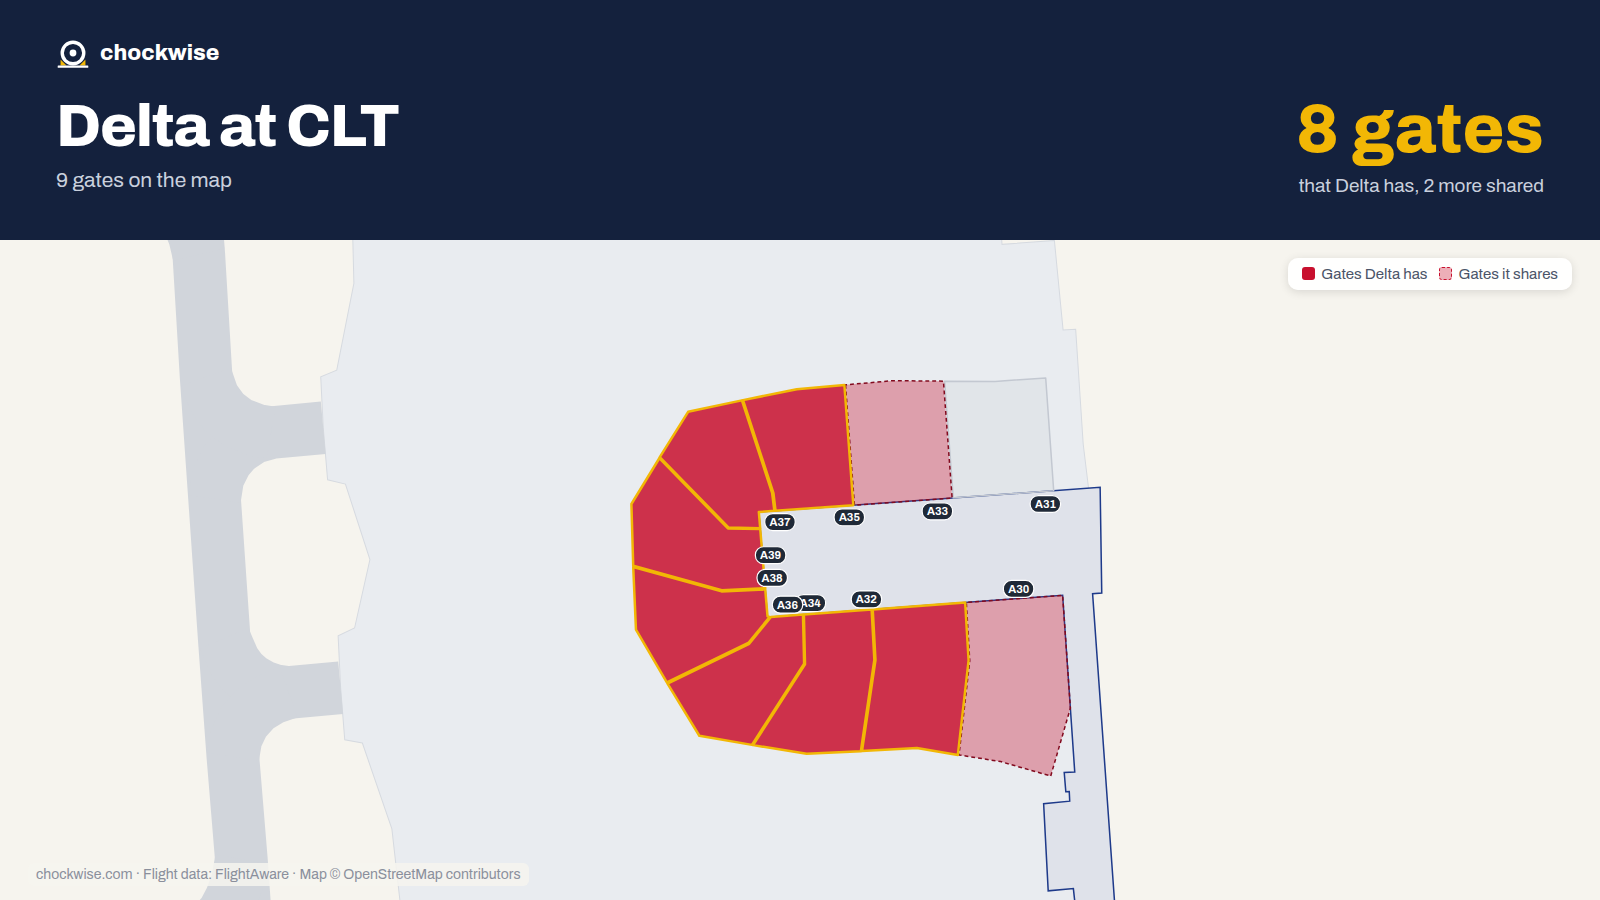 chockwise
Delta at CLT
9 gates on the map
8 gates
that Delta has, 2 more shared
Gates Delta has
Gates it shares
A37
A35
A33
A31
A39
A38
A36
A34
A32
A30
chockwise.com · Flight data: FlightAware · Map © OpenStreetMap contributors